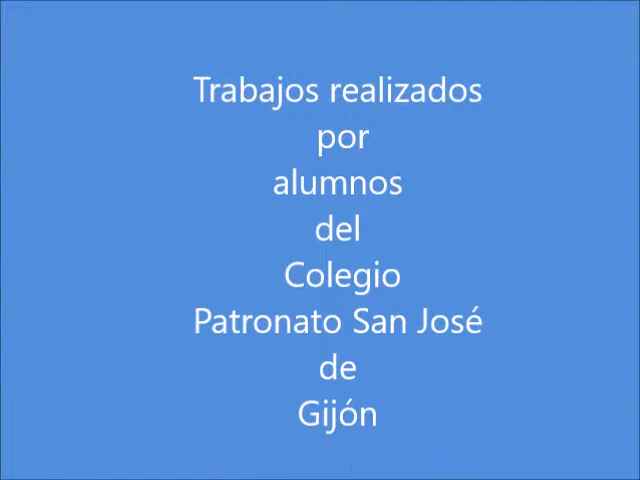 Trabajos realizados
por
alumnos
del
Colegio
Patronato San José
de
Gijón